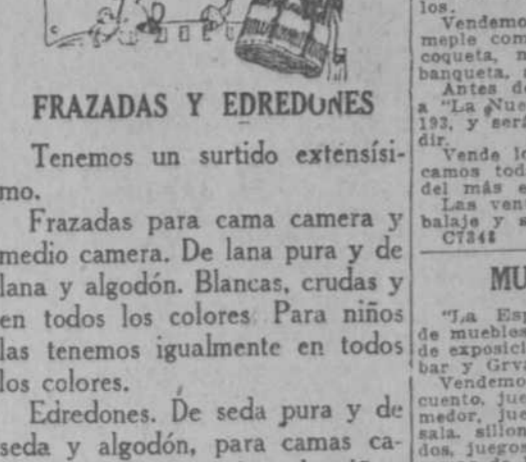 FRAZADAS Y EDREDONES
Tenemos un surtido extensísi-
mo.
Frazadas para cama camera y
medio camera. De lana pura y de
lana y algodón. Blancas, crudas y
en todos los colores. Para niños
las tenemos igualmente en todos
los colores.
Edredones. De seda pura y de
seda y algodón, para camas ca-
los.
Vendemo
meple com
coqueta, n
banqueta,
Antes de
a "La Nue
193, y será
dir.
Vende lo
camos tod
del más e
Las vent
balaje y s
C7348
MU
"La Esp
de muebles
de exposici
bar y Grva
Vendemo
cuento, jue
medor, jue
sala. sillon
dos, juegos